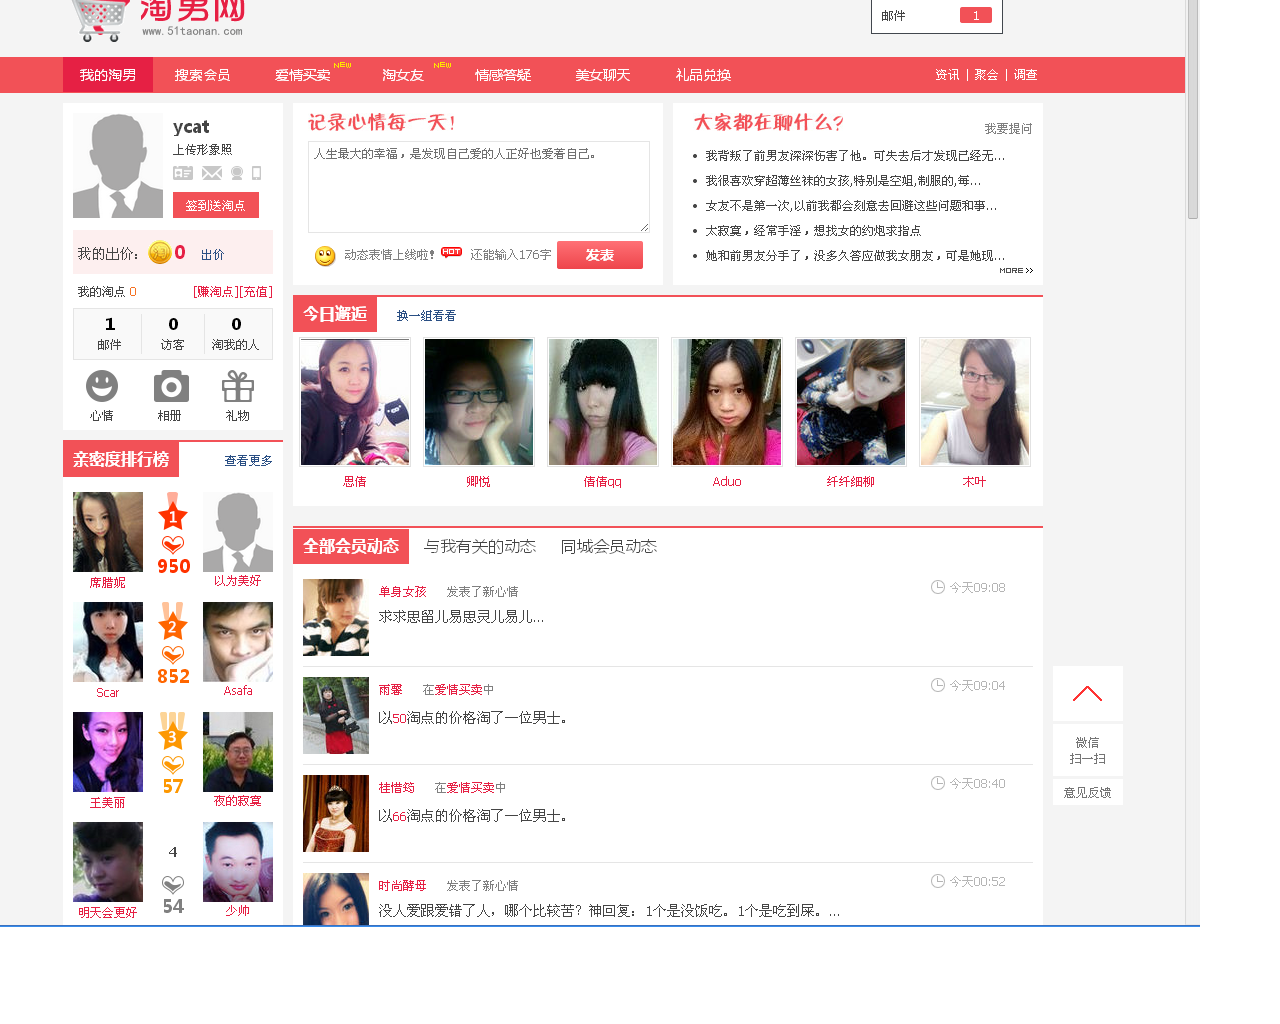 淘男网
www.51taonan.com
邮件 1
我的淘男 搜索会员 爱情买卖 NEW 淘女友 NEW 情感答疑 美女聊天 礼品兑换 资讯 | 聚会 | 调查
ycat
上传形象照
签到送淘点
我的出价： 0 出价
我的淘点 0 [赚淘点][充值]
1 0 0
邮件 访客 淘我的人
心情 相册 礼物
记录心情每一天！
人生最大的幸福，是发现自己爱的人正好也爱着自己。
动态表情上线啦！ HOT 还能输入176字 发表
大家都在聊什么？ 我要提问
我背叛了前男友深深伤害了他。可失去后才发现已经无...
我很喜欢穿超薄丝袜的女孩,特别是空姐,制服的,每...
女友不是第一次,以前我都会刻意去回避这些问题和事...
太寂寞，经常手淫，想找女的约炮求指点
她和前男友分手了，没多久答应做我女朋友，可是她现...
MORE >>
今日邂逅 换一组看看
思倩 卿悦 倩倩qq Aduo 纤纤细柳 木叶
亲密度排行榜 查看更多
1
950
席腊妮 以为美好
2
852
Scar Asafa
3
57
王美丽 夜的寂寞
4
54
明天会更好 少帅
全部会员动态 与我有关的动态 同城会员动态
单身女孩 发表了新心情 今天09:08
求求思留儿易思灵儿易儿...
雨馨 在爱情买卖中 今天09:04
以50淘点的价格淘了一位男士。
挂惜筠 在爱情买卖中 今天08:40
以66淘点的价格淘了一位男士。
时尚酵母 发表了新心情 今天00:52
没人爱跟爱错了人，哪个比较苦？神回复：1个是没饭吃。1个是吃到屎。...
微信
扫一扫
意见反馈